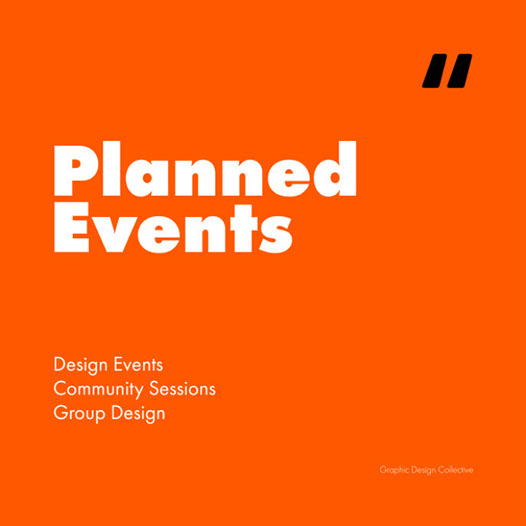 Planned
Events
Design Events
Community Sessions
Group Design
Graphic Design Collective